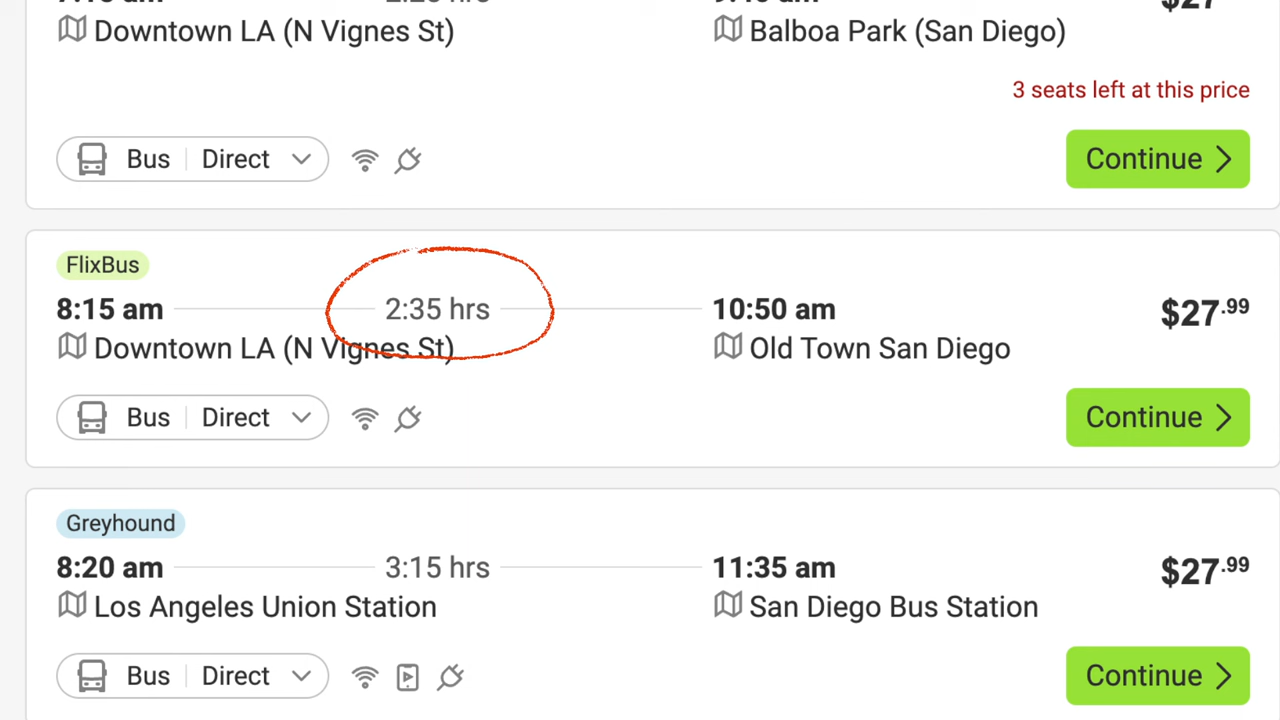 Downtown LA (N Vignes St)
Balboa Park (San Diego)
3 seats left at this price
Bus Direct
Continue
FlixBus
8:15 am 2:35 hrs 10:50 am $27.99
Downtown LA (N Vignes St) Old Town San Diego
Bus Direct
Continue
Greyhound
8:20 am 3:15 hrs 11:35 am $27.99
Los Angeles Union Station San Diego Bus Station
Bus Direct
Continue